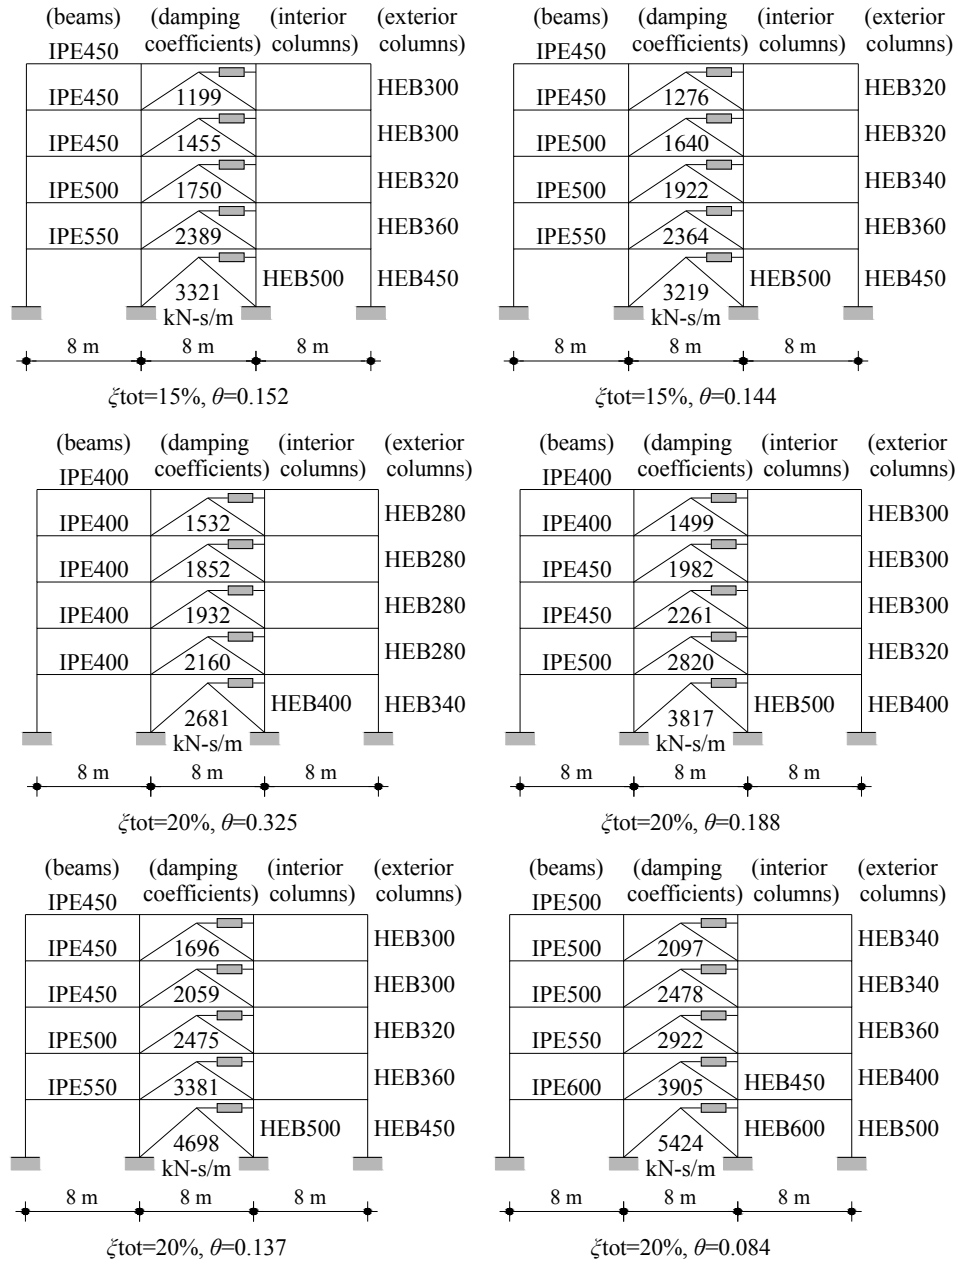 (beams) (damping coefficients) (interior columns) (exterior columns)
IPE450
IPE450 1199 HEB300
IPE450 1455 HEB300
IPE500 1750 HEB320
IPE550 2389 HEB360
3321 HEB500 HEB450
kN-s/m
8 m 8 m 8 m
ξtot=15%, θ=0.152
(beams) (damping coefficients) (interior columns) (exterior columns)
IPE450
IPE450 1276 HEB320
IPE500 1640 HEB320
IPE500 1922 HEB340
IPE550 2364 HEB360
3219 HEB500 HEB450
kN-s/m
8 m 8 m 8 m
ξtot=15%, θ=0.144
(beams) (damping coefficients) (interior columns) (exterior columns)
IPE400
IPE400 1532 HEB280
IPE400 1852 HEB280
IPE400 1932 HEB280
IPE400 2160 HEB280
2681 HEB400 HEB340
kN-s/m
8 m 8 m 8 m
ξtot=20%, θ=0.325
(beams) (damping coefficients) (interior columns) (exterior columns)
IPE400
IPE400 1499 HEB300
IPE450 1982 HEB300
IPE450 2261 HEB300
IPE500 2820 HEB320
3817 HEB500 HEB400
kN-s/m
8 m 8 m 8 m
ξtot=20%, θ=0.188
(beams) (damping coefficients) (interior columns) (exterior columns)
IPE450
IPE450 1696 HEB300
IPE450 2059 HEB300
IPE500 2475 HEB320
IPE550 3381 HEB360
4698 HEB500 HEB450
kN-s/m
8 m 8 m 8 m
ξtot=20%, θ=0.137
(beams) (damping coefficients) (interior columns) (exterior columns)
IPE500
IPE500 2097 HEB340
IPE500 2478 HEB340
IPE550 2922 HEB360
IPE600 3905 HEB450 HEB400
5424 HEB600 HEB500
kN-s/m
8 m 8 m 8 m
ξtot=20%, θ=0.084